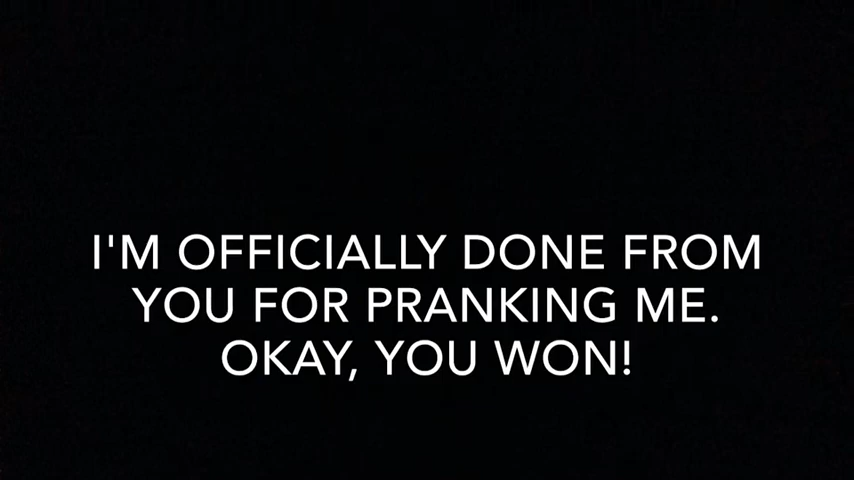 I'M OFFICIALLY DONE FROM
YOU FOR PRANKING ME.
OKAY, YOU WON!